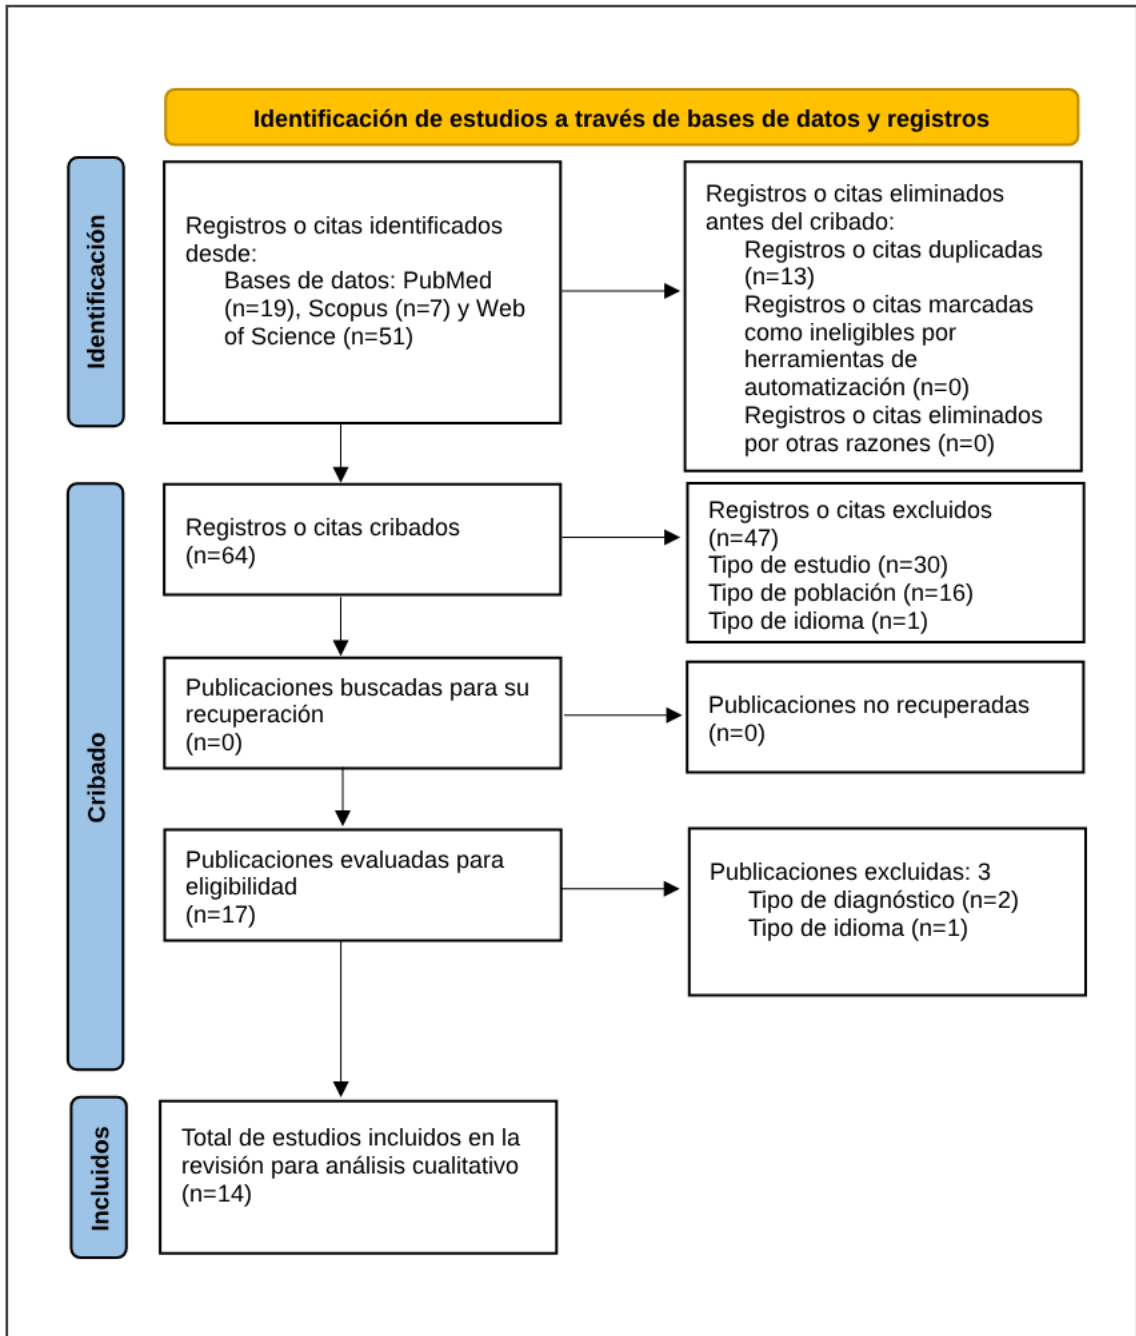 Identificación de estudios a través de bases de datos y registros
Identificación
Registros o citas identificados
desde:
Bases de datos: PubMed
(n=19), Scopus (n=7) y Web
of Science (n=51)
Registros o citas eliminados
antes del cribado:
Registros o citas duplicadas
(n=13)
Registros o citas marcadas
como ineligibles por
herramientas de
automatización (n=0)
Registros o citas eliminados
por otras razones (n=0)
Cribado
Registros o citas cribados
(n=64)
Registros o citas excluidos
(n=47)
Tipo de estudio (n=30)
Tipo de población (n=16)
Tipo de idioma (n=1)
Publicaciones buscadas para su
recuperación
(n=0)
Publicaciones no recuperadas
(n=0)
Publicaciones evaluadas para
eligibilidad
(n=17)
Publicaciones excluidas: 3
Tipo de diagnóstico (n=2)
Tipo de idioma (n=1)
Incluidos
Total de estudios incluidos en la
revisión para análisis cualitativo
(n=14)